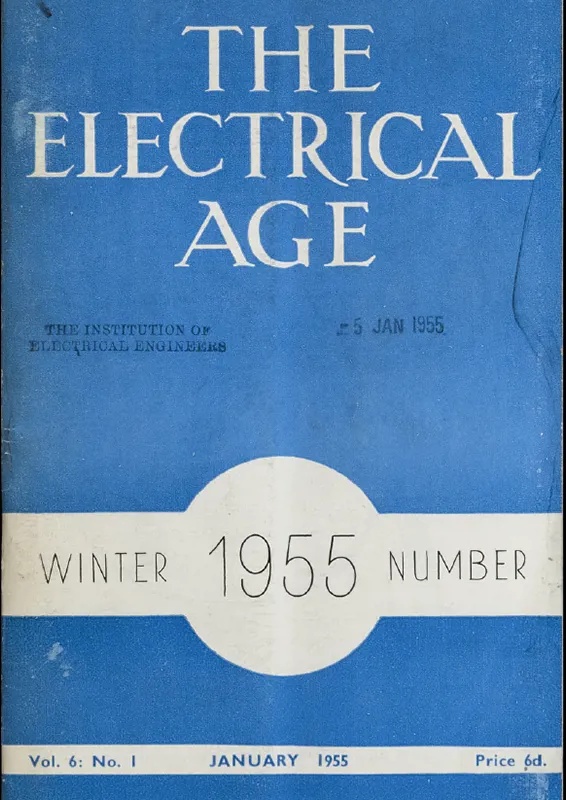 THE
ELECTRICAL
AGE
THE INSTITUTION OF
ELECTRICAL ENGINEERS
-5 JAN 1955
WINTER 1955 NUMBER
Vol. 6: No. 1 JANUARY 1955 Price 6d.